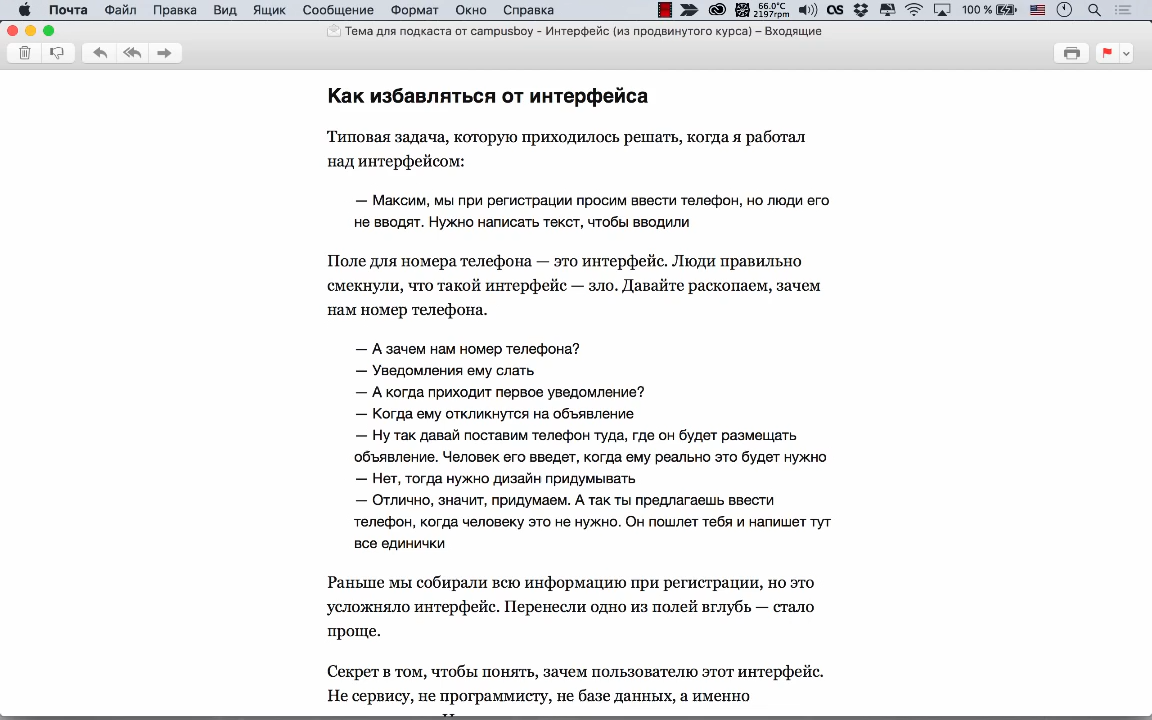 Почта Файл Правка Вид Ящик Сообщение Формат Окно Справка 66.0°C 2197rpm 100 %
Тема для подкаста от campusboy - Интерфейс (из продвинутого курса) – Входящие
Как избавляться от интерфейса
Типовая задача, которую приходилось решать, когда я работал
над интерфейсом:
— Максим, мы при регистрации просим ввести телефон, но люди его
не вводят. Нужно написать текст, чтобы вводили
Поле для номера телефона — это интерфейс. Люди правильно
смекнули, что такой интерфейс — зло. Давайте раскопаем, зачем
нам номер телефона.
— А зачем нам номер телефона?
— Уведомления ему слать
— А когда приходит первое уведомление?
— Когда ему откликнутся на объявление
— Ну так давай поставим телефон туда, где он будет размещать
объявление. Человек его введет, когда ему реально это будет нужно
— Нет, тогда нужно дизайн придумывать
— Отлично, значит, придумаем. А так ты предлагаешь ввести
телефон, когда человеку это не нужно. Он пошлет тебя и напишет тут
все единички
Раньше мы собирали всю информацию при регистрации, но это
усложняло интерфейс. Перенесли одно из полей вглубь — стало
проще.
Секрет в том, чтобы понять, зачем пользователю этот интерфейс.
Не сервису, не программисту, не базе данных, а именно